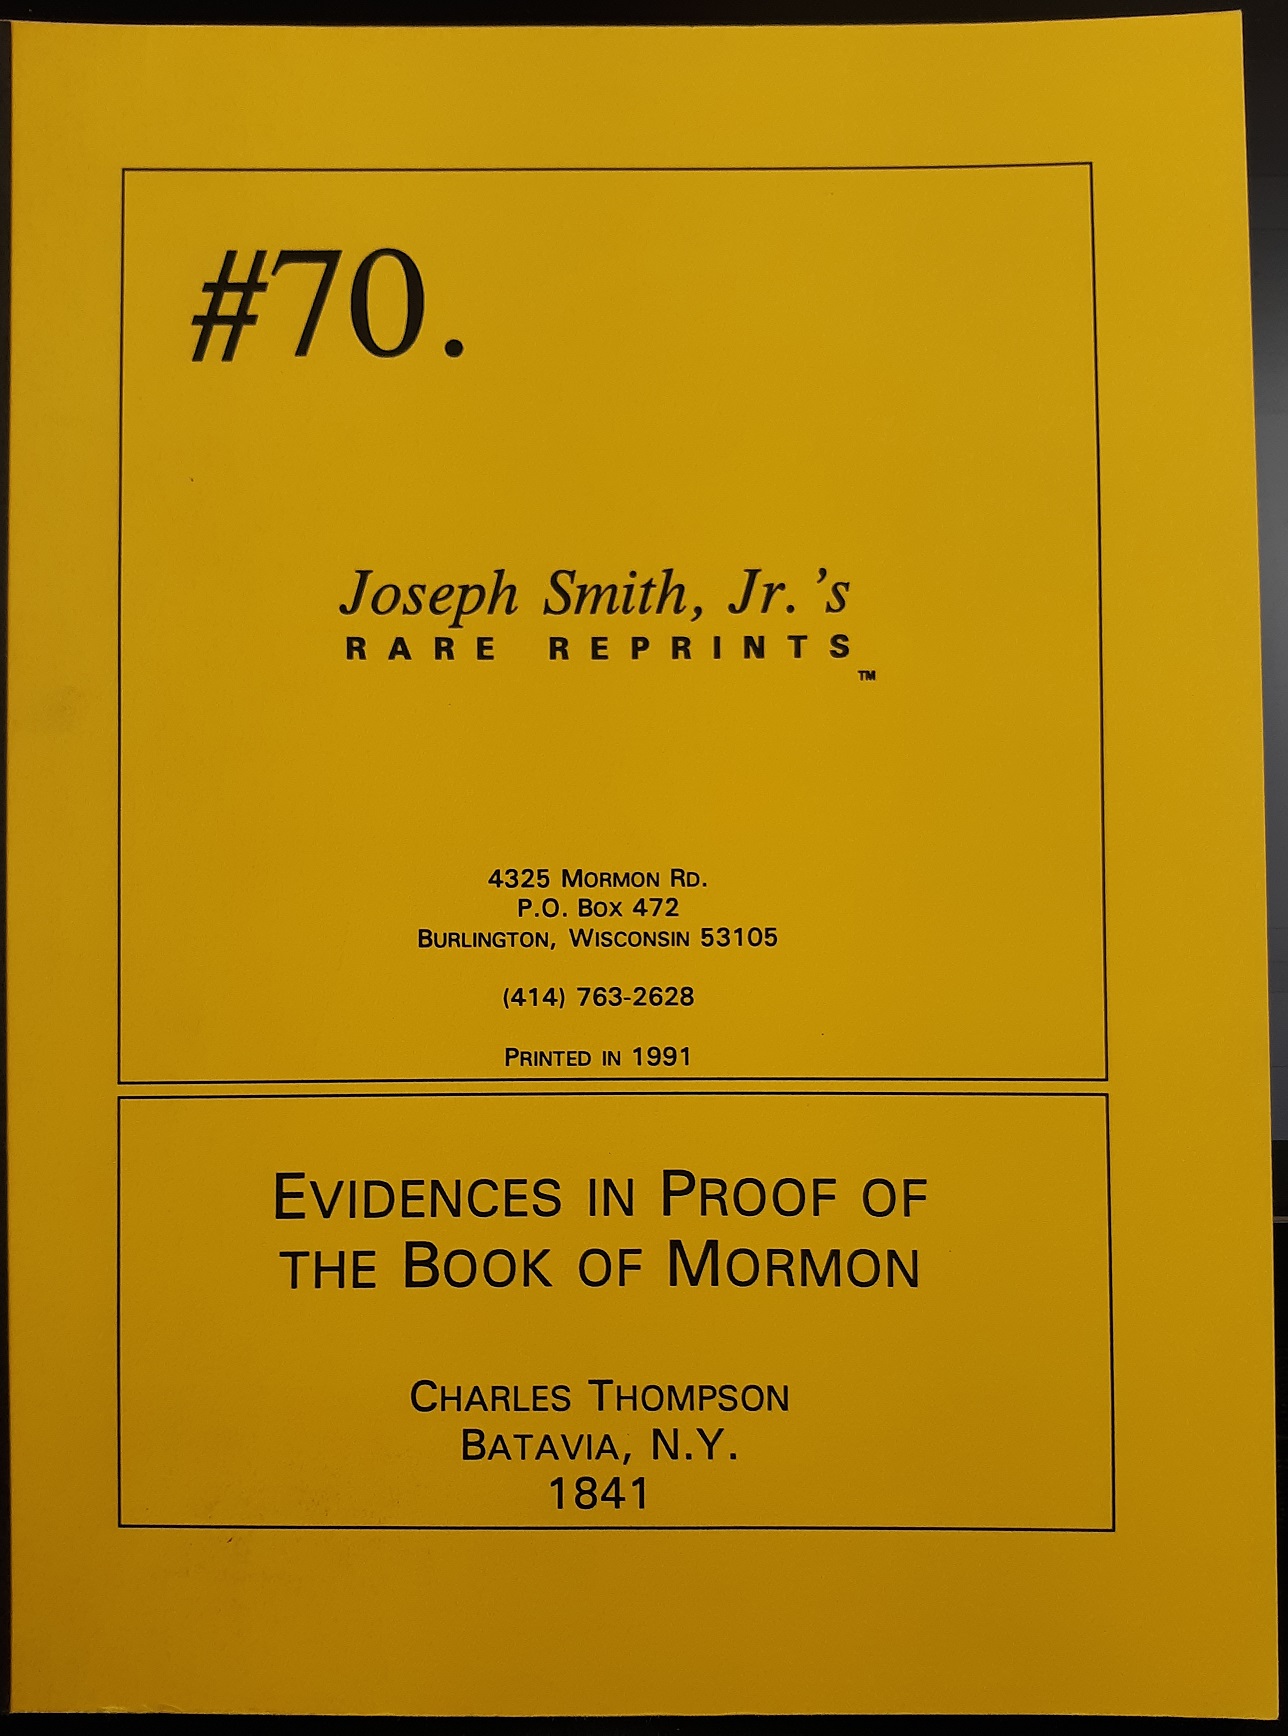 #70.
Joseph Smith, Jr.'s
RARE REPRINTS
™
4325 MORMON RD.
P.O. BOX 472
BURLINGTON, WISCONSIN 53105
(414) 763-2628
PRINTED IN 1991
EVIDENCES IN PROOF OF
THE BOOK OF MORMON
CHARLES THOMPSON
BATAVIA, N.Y.
1841